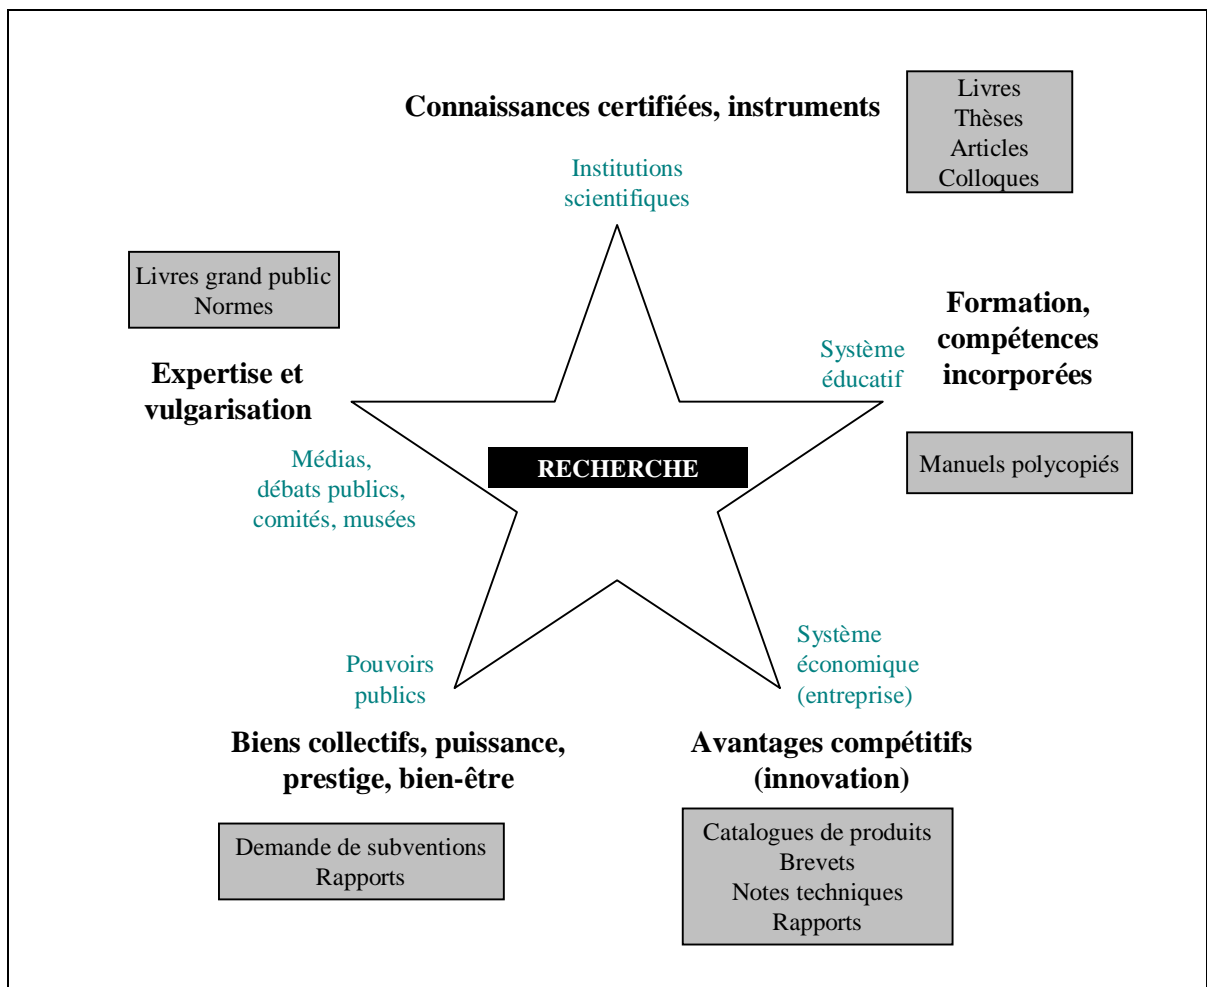 Connaissances certifiées, instruments
Livres
Thèses
Articles
Colloques
Institutions
scientifiques
Livres grand public
Normes
Expertise et
vulgarisation
Médias,
débats publics,
comités, musées
Formation,
compétences
incorporées
Système
éducatif
Manuels polycopiés
RECHERCHE
Pouvoirs
publics
Biens collectifs, puissance,
prestige, bien-être
Demande de subventions
Rapports
Système
économique
(entreprise)
Avantages compétitifs
(innovation)
Catalogues de produits
Brevets
Notes techniques
Rapports